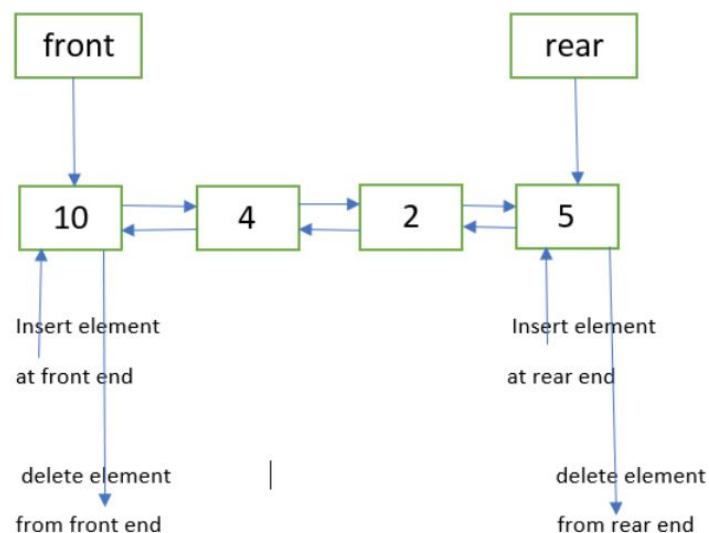 front
rear
10
4
2
5
Insert element
at front end
Insert element
at rear end
delete element
from front end
delete element
from rear end